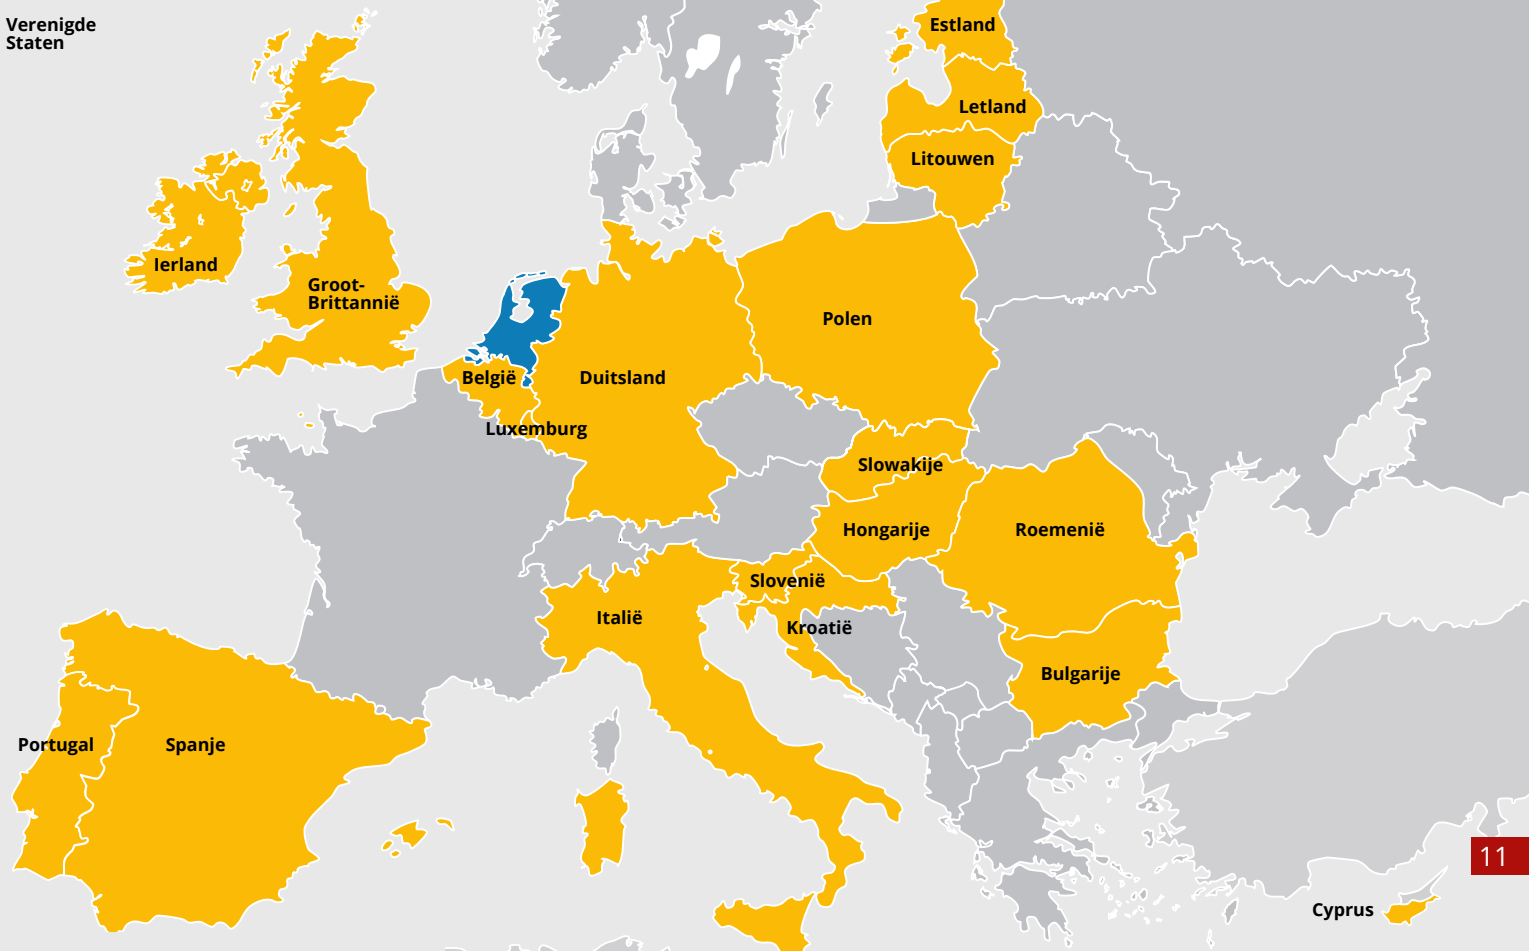 Verenigde
Staten
Estland
Letland
Litouwen
Ierland
Groot-
Brittannië
Polen
België
Duitsland
Luxemburg
Slowakije
Hongarije
Roemenië
Slovenië
Italië
Kroatië
Bulgarije
Portugal
Spanje
11
Cyprus